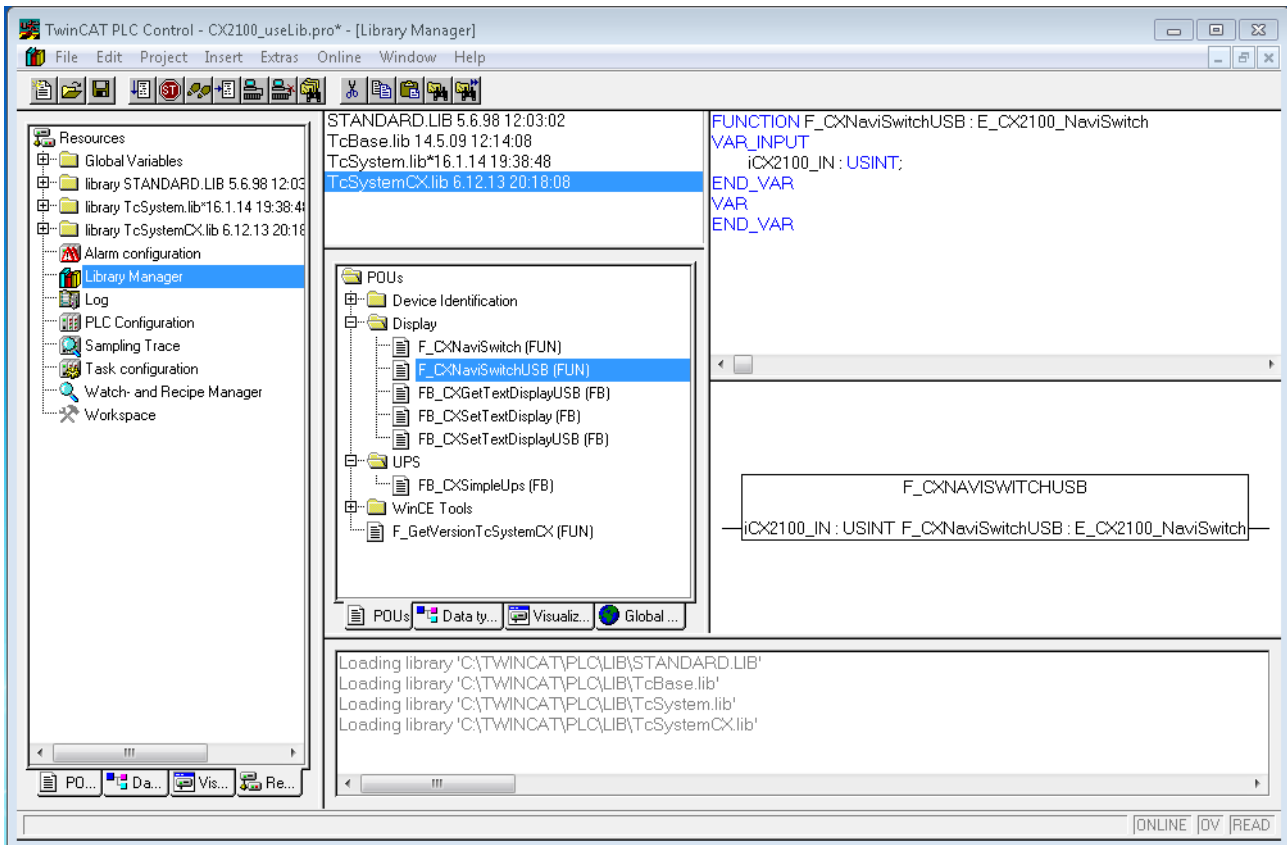 TwinCAT PLC Control - CX2100_useLib.pro* - [Library Manager]
File Edit Project Insert Extras Online Window Help
Resources
Global Variables
library STANDARD.LIB 5.6.98 12:03
library TcSystem.lib*16.1.14 19:38:4
library TcSystemCX.lib 6.12.13 20:18
Alarm configuration
Library Manager
Log
PLC Configuration
Sampling Trace
Task configuration
Watch- and Recipe Manager
Workspace
PO... Da... Vis... Re...
STANDARD.LIB 5.6.98 12:03:02
TcBase.lib 14.5.09 12:14:08
TcSystem.lib*16.1.14 19:38:48
TcSystemCX.lib 6.12.13 20:18:08
POUs
Device Identification
Display
F_CXNaviSwitch (FUN)
F_CXNaviSwitchUSB (FUN)
FB_CXGetTextDisplayUSB (FB)
FB_CXSetTextDisplay (FB)
FB_CXSetTextDisplayUSB (FB)
UPS
FB_CXSimpleUps (FB)
WinCE Tools
F_GetVersionTcSystemCX (FUN)
POUs Data ty... Visualiz... Global ...
FUNCTION F_CXNaviSwitchUSB : E_CX2100_NaviSwitch
VAR_INPUT
iCX2100_IN : USINT;
END_VAR
VAR
END_VAR
F_CXNAVISWITCHUSB
iCX2100_IN : USINT F_CXNaviSwitchUSB : E_CX2100_NaviSwitch
Loading library 'C:\TWINCAT\PLC\LIB\STANDARD.LIB'
Loading library 'C:\TWINCAT\PLC\LIB\TcBase.lib'
Loading library 'C:\TWINCAT\PLC\LIB\TcSystem.lib'
Loading library 'C:\TWINCAT\PLC\LIB\TcSystemCX.lib'
ONLINE OV READ